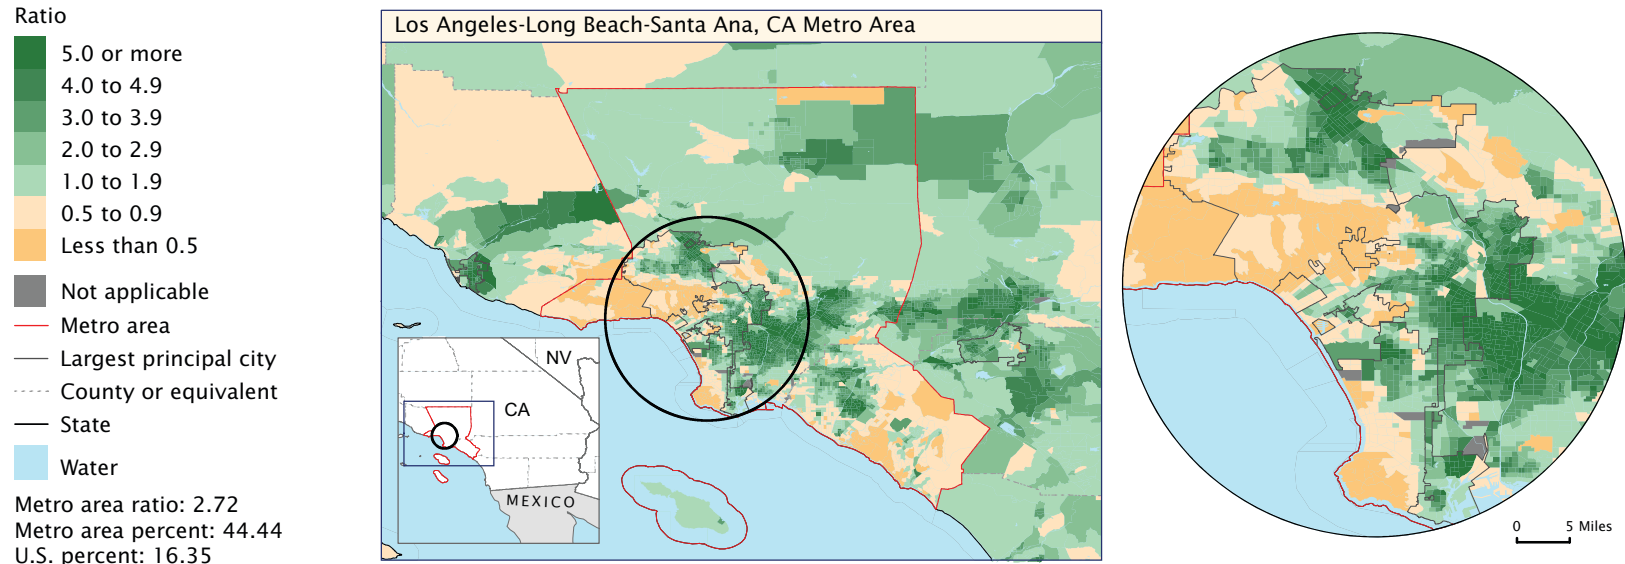 Ratio
5.0 or more
4.0 to 4.9
3.0 to 3.9
2.0 to 2.9
1.0 to 1.9
0.5 to 0.9
Less than 0.5
Not applicable
Metro area
Largest principal city
County or equivalent
State
Water
Metro area ratio: 2.72
Metro area percent: 44.44
U.S. percent: 16.35
Los Angeles-Long Beach-Santa Ana, CA Metro Area
NV
CA
MEXICO
0 5 Miles